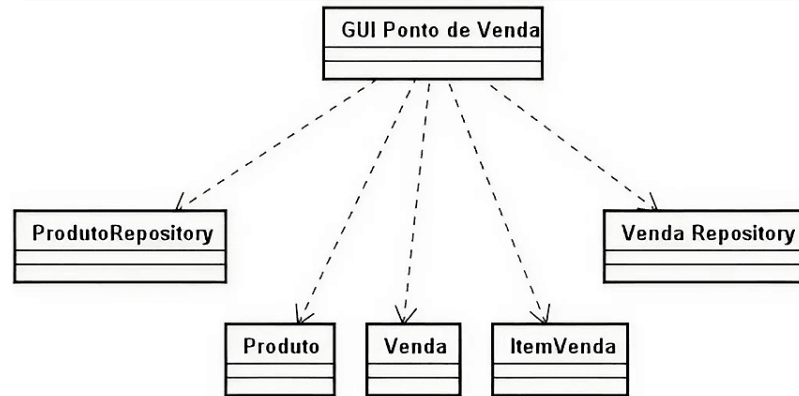 GUI Ponto de Venda
ProdutoRepository
Venda Repository
Produto
Venda
ItemVenda